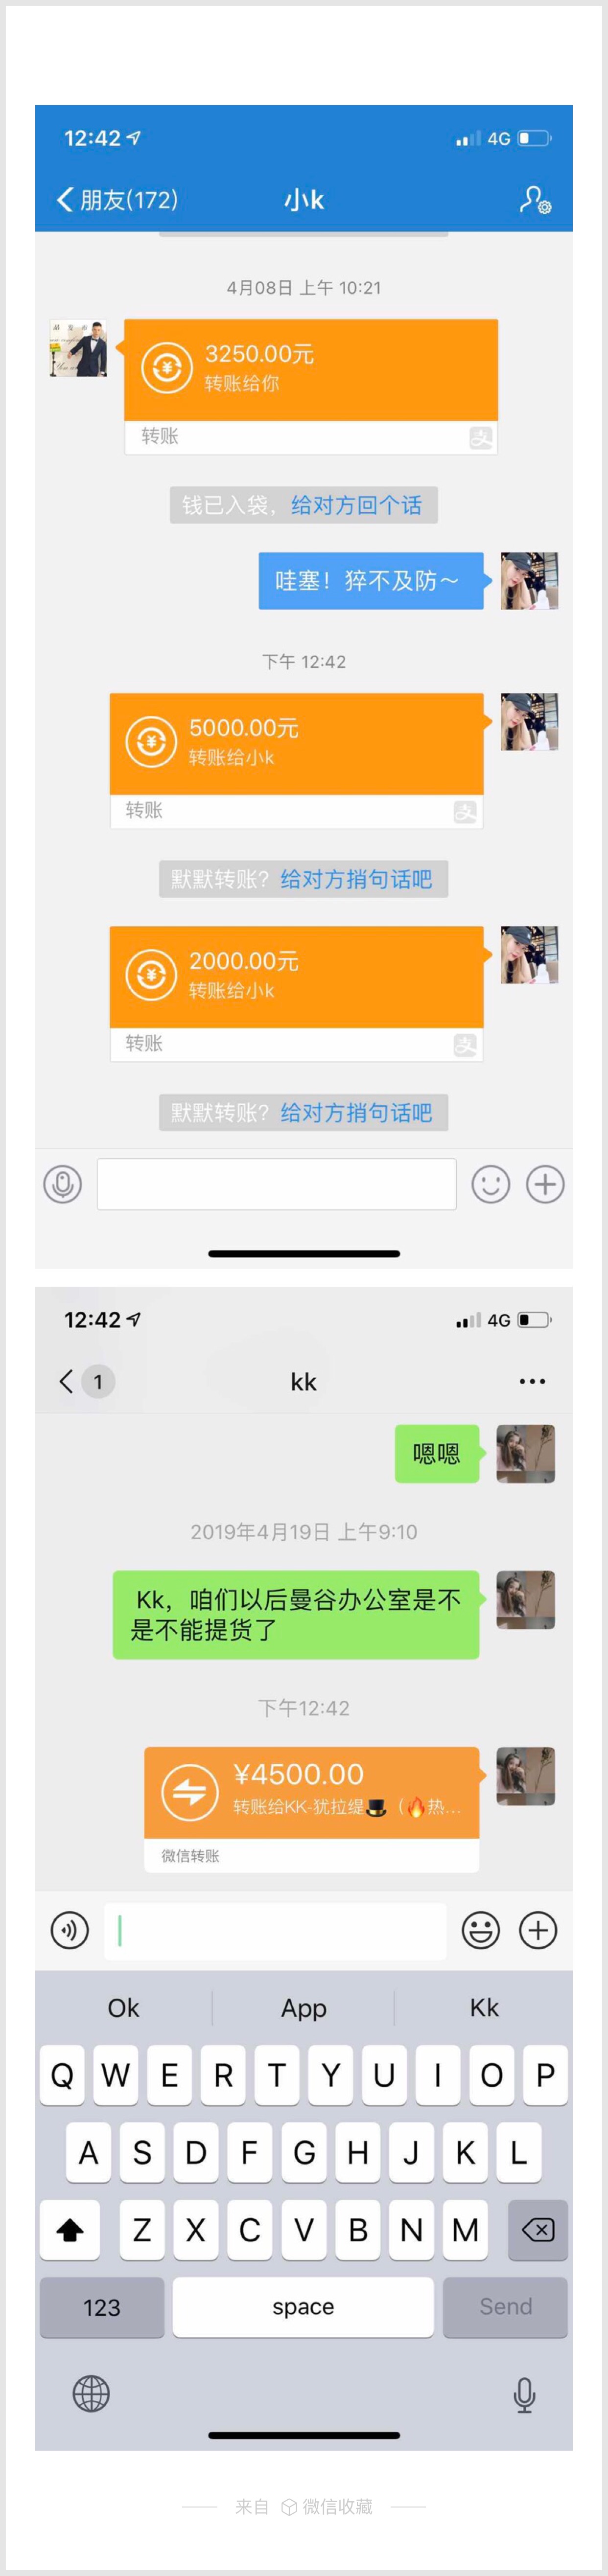 12:42
4G
朋友(172)
小k
4月08日 上午 10:21
3250.00元
转账给你
转账
钱已入袋，给对方回个话
哇塞！猝不及防～
下午 12:42
5000.00元
转账给小k
转账
默默转账？给对方捎句话吧
2000.00元
转账给小k
转账
默默转账？给对方捎句话吧
12:42
4G
1
kk
嗯嗯
2019年4月19日 上午9:10
Kk，咱们以后曼谷办公室是不
是不能提货了
下午12:42
¥4500.00
转账给KK-犹拉缇🎩（🔥热...
微信转账
Ok
App
Kk
Q W E R T Y U I O P
A S D F G H J K L
Z X C V B N M
123
space
Send
来自 微信收藏